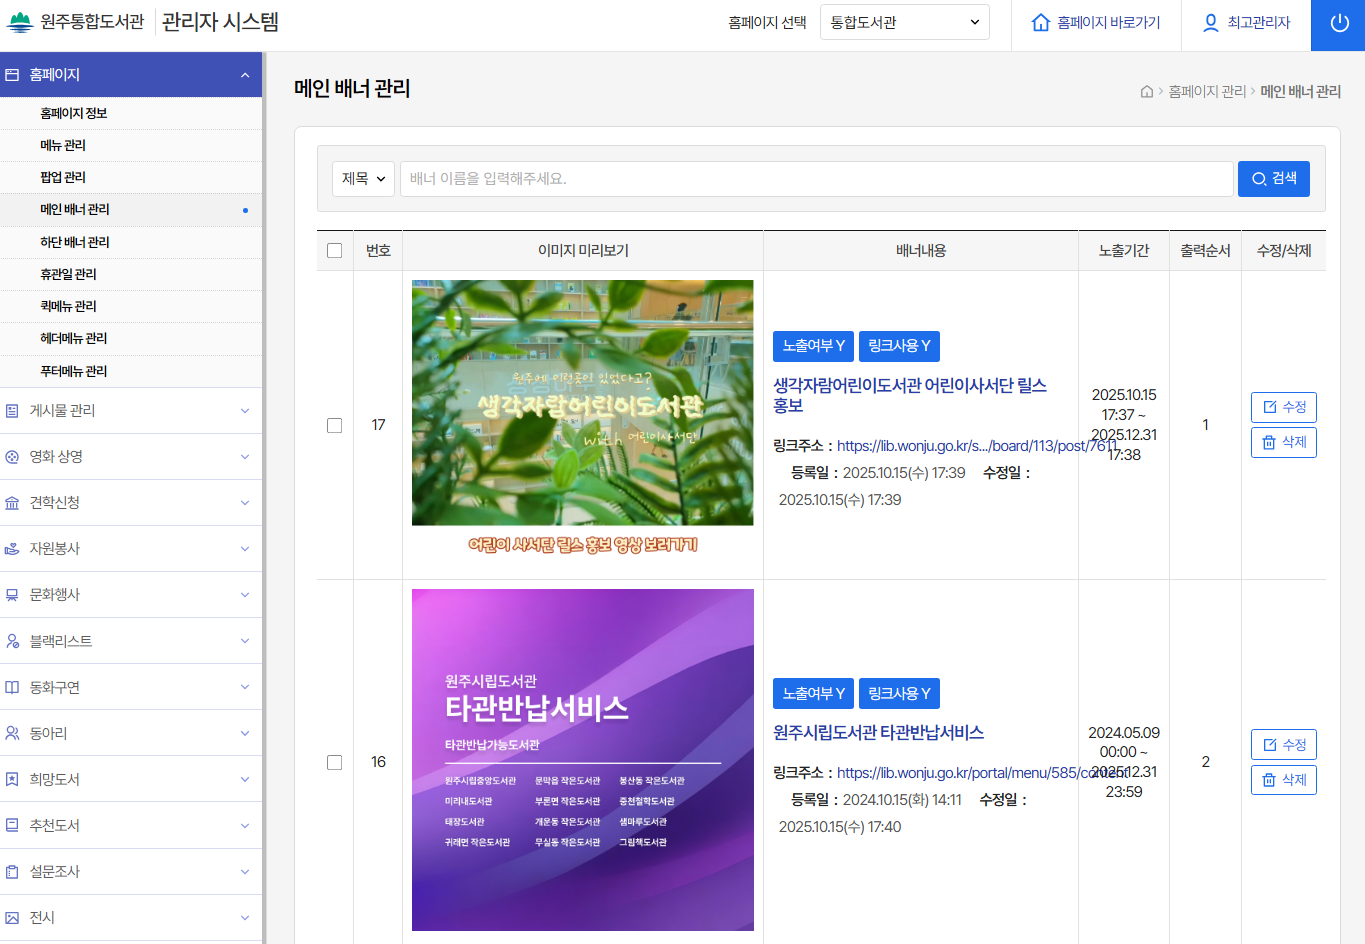 원주통합도서관 관리자 시스템
홈페이지 선택 통합도서관 홈페이지 바로가기 최고관리자
홈페이지
홈페이지 정보
메뉴 관리
팝업 관리
메인 배너 관리
하단 배너 관리
휴관일 관리
퀵메뉴 관리
헤더메뉴 관리
푸터메뉴 관리
게시물 관리
영화 상영
견학신청
자원봉사
문화행사
블랙리스트
동화구연
동아리
희망도서
추천도서
설문조사
전시
메인 배너 관리
홈페이지 관리 > 메인 배너 관리
제목 배너 이름을 입력해주세요. 검색
번호 이미지 미리보기 배너내용 노출기간 출력순서 수정/삭제
17
원주에 이런곳이 있었다고?
생각자람어린이도서관
with 어린이사서단
어린이 사서단 릴스 홍보 영상 보러가기
노출여부 Y 링크사용 Y
생각자람어린이도서관 어린이사서단 릴스
홍보
링크주소 : https://lib.wonju.go.kr/s.../board/113/post/7611
등록일 : 2025.10.15(수) 17:39 수정일 :
2025.10.15(수) 17:39
2025.10.15
17:37 ~
2025.12.31
17:38
1
수정
삭제
16
원주시립도서관
타관반납서비스
타관반납가능도서관
원주시립중앙도서관 문막읍 작은도서관 봉산동 작은도서관
미리내도서관 부론면 작은도서관 중천철학도서관
태장도서관 개운동 작은도서관 샘마루도서관
귀래면 작은도서관 무실동 작은도서관 그림책도서관
노출여부 Y 링크사용 Y
원주시립도서관 타관반납서비스
링크주소 : https://lib.wonju.go.kr/portal/menu/585/content
등록일 : 2024.10.15(화) 14:11 수정일 :
2025.10.15(수) 17:40
2024.05.09
00:00 ~
2025.12.31
23:59
2
수정
삭제